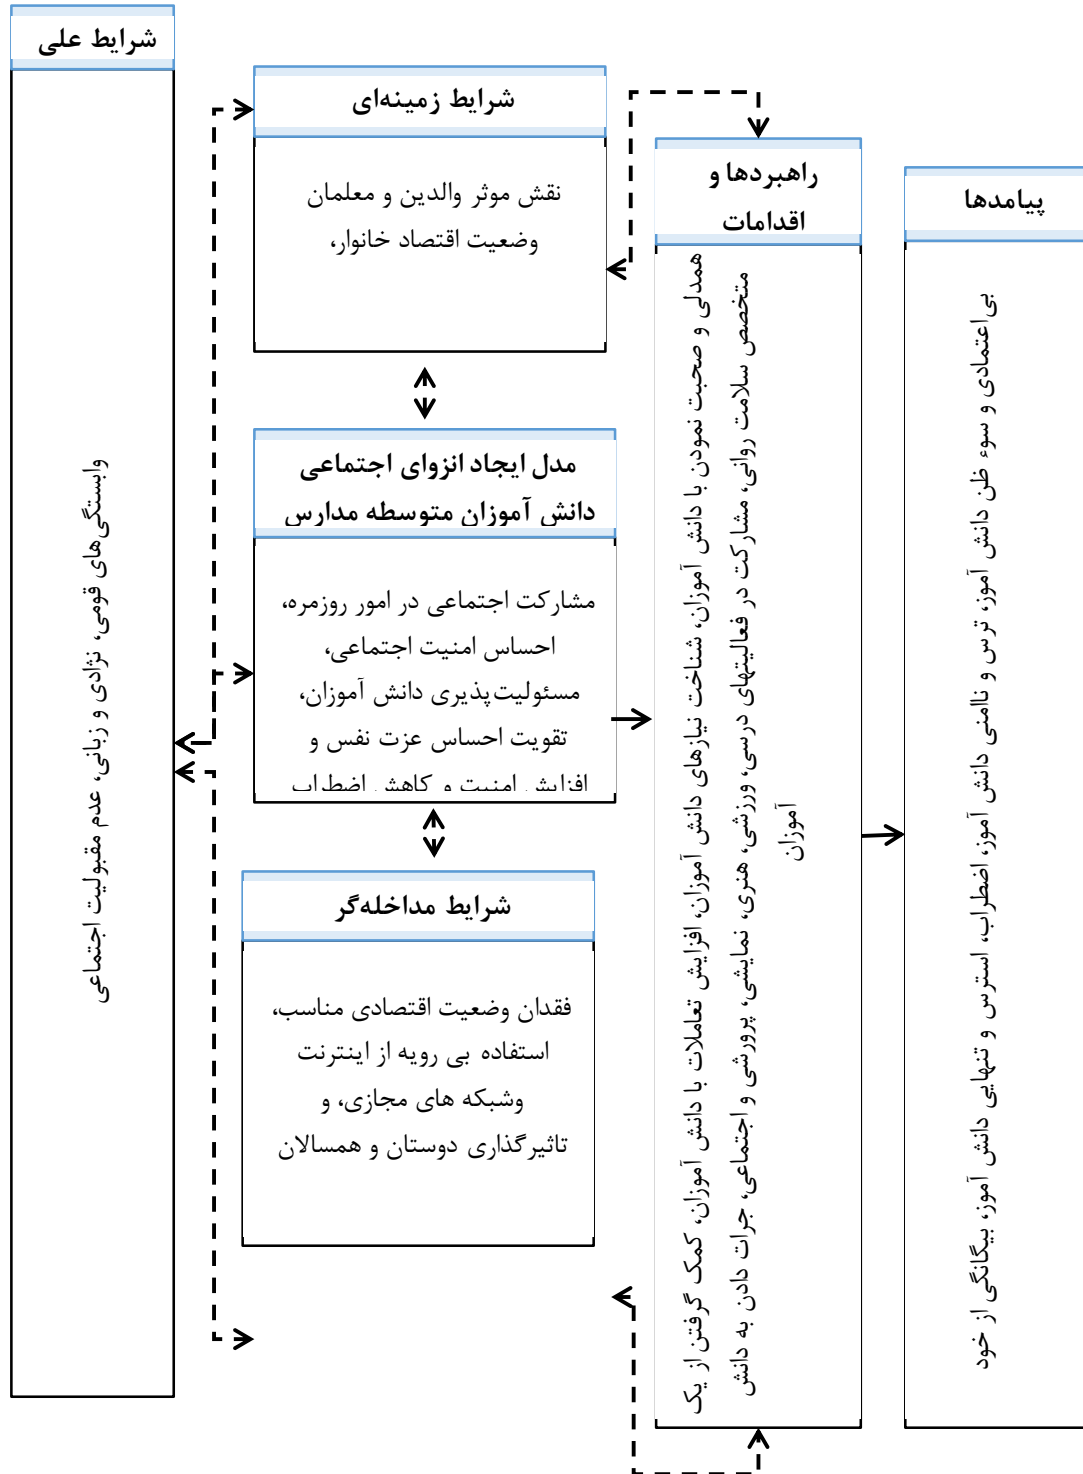 شرایط علی
وابستگی‌های قومی، نژادی و زبانی، عدم مقبولیت اجتماعی
شرایط زمینه‌ای
نقش موثر والدین و معلمان
وضعیت اقتصاد خانوار،
مدل ایجاد انزوای اجتماعی
دانش آموزان متوسطه مدارس
مشارکت اجتماعی در امور روزمره،
احساس امنیت اجتماعی،
مسئولیت‌پذیری دانش آموزان،
تقویت احساس عزت نفس و
افزایش امنیت و کاهش اضطراب
شرایط مداخله‌گر
فقدان وضعیت اقتصادی مناسب،
استفاده بی رویه از اینترنت
وشبکه های مجازی، و
تاثیرگذاری دوستان و همسالان
راهبردها و
اقدامات
همدلی و صحبت نمودن با دانش آموزان، شناخت نیازهای دانش آموزان، افزایش تعاملات با دانش آموزان، کمک گرفتن از یک
متخصص سلامت روانی، مشارکت در فعالیتهای درسی، ورزشی، هنری، نمایشی، پرورشی و اجتماعی، جرات دادن به دانش
آموزان
پیامدها
بی‌اعتمادی و سوء ظن دانش آموز، ترس و ناامنی دانش آموز، اضطراب، استرس و تنهایی دانش آموز، بیگانگی از خود